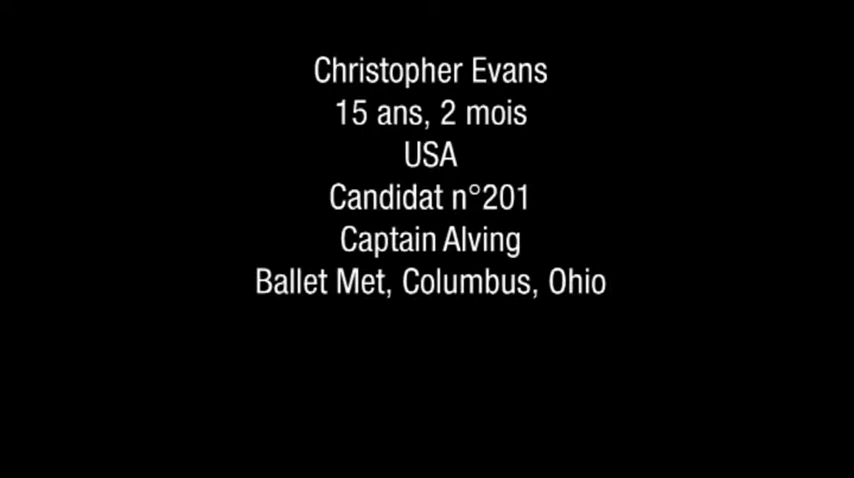 Christopher Evans
15 ans, 2 mois
USA
Candidat n°201
Captain Alving
Ballet Met, Columbus, Ohio